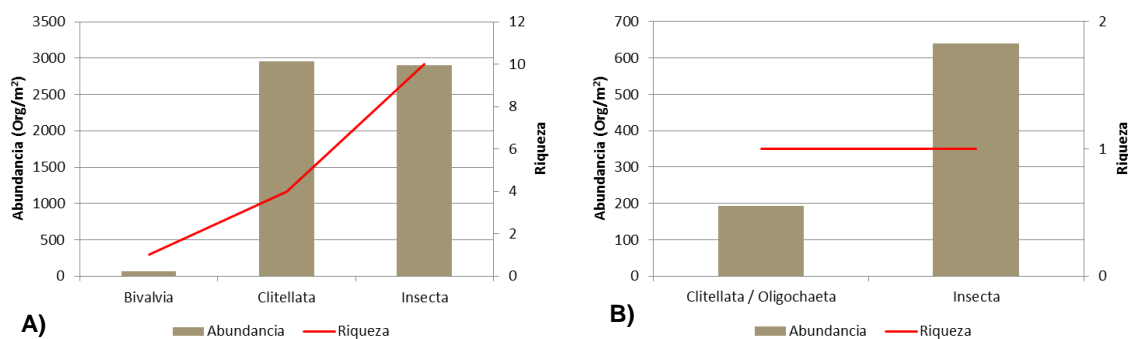 3500
3000
2500
2000
1500
1000
500
0
Abundancia (Org/m²)
12
10
8
6
4
2
0
Riqueza
Bivalvia Clitellata Insecta
Abundancia Riqueza
A)
700
600
500
400
300
200
100
0
Abundancia (Org/m²)
2
1
0
Riqueza
Clitellata / Oligochaeta Insecta
Abundancia Riqueza
B)